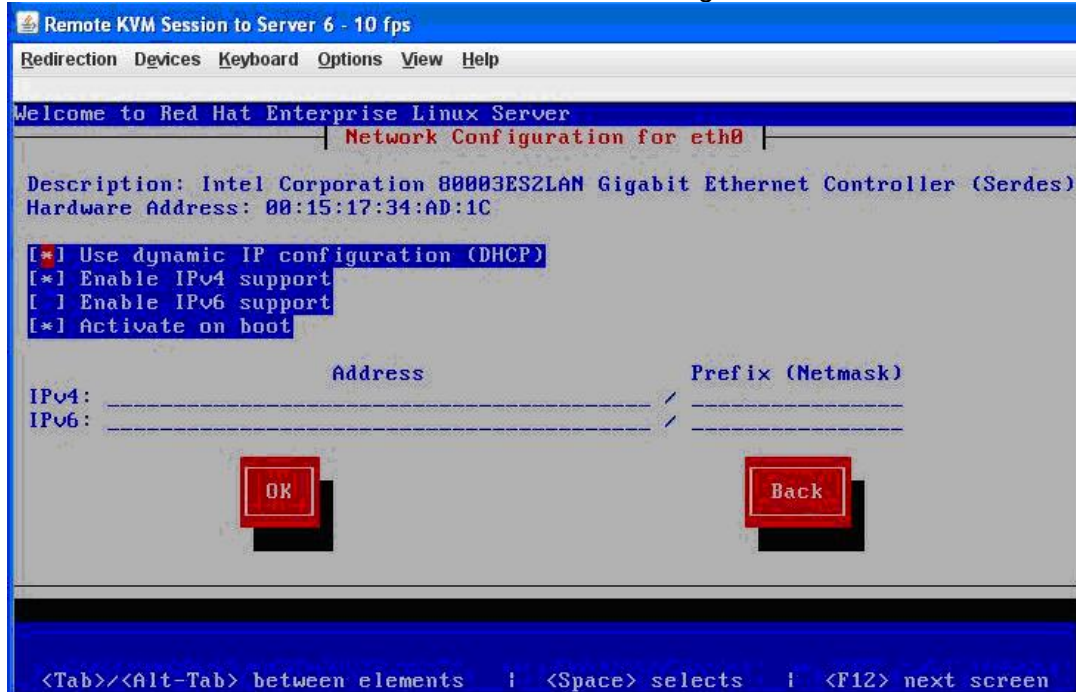 Remote KVM Session to Server 6 - 10 fps
Redirection Devices Keyboard Options View Help
Welcome to Red Hat Enterprise Linux Server
Network Configuration for eth0
Description: Intel Corporation 80003ES2LAN Gigabit Ethernet Controller (Serdes)
Hardware Address: 00:15:17:34:AD:1C
[*] Use dynamic IP configuration (DHCP)
[*] Enable IPv4 support
[ ] Enable IPv6 support
[*] Activate on boot
Address Prefix (Netmask)
IPv4: /
IPv6: /
OK Back
<Tab>/<Alt-Tab> between elements | <Space> selects | <F12> next screen